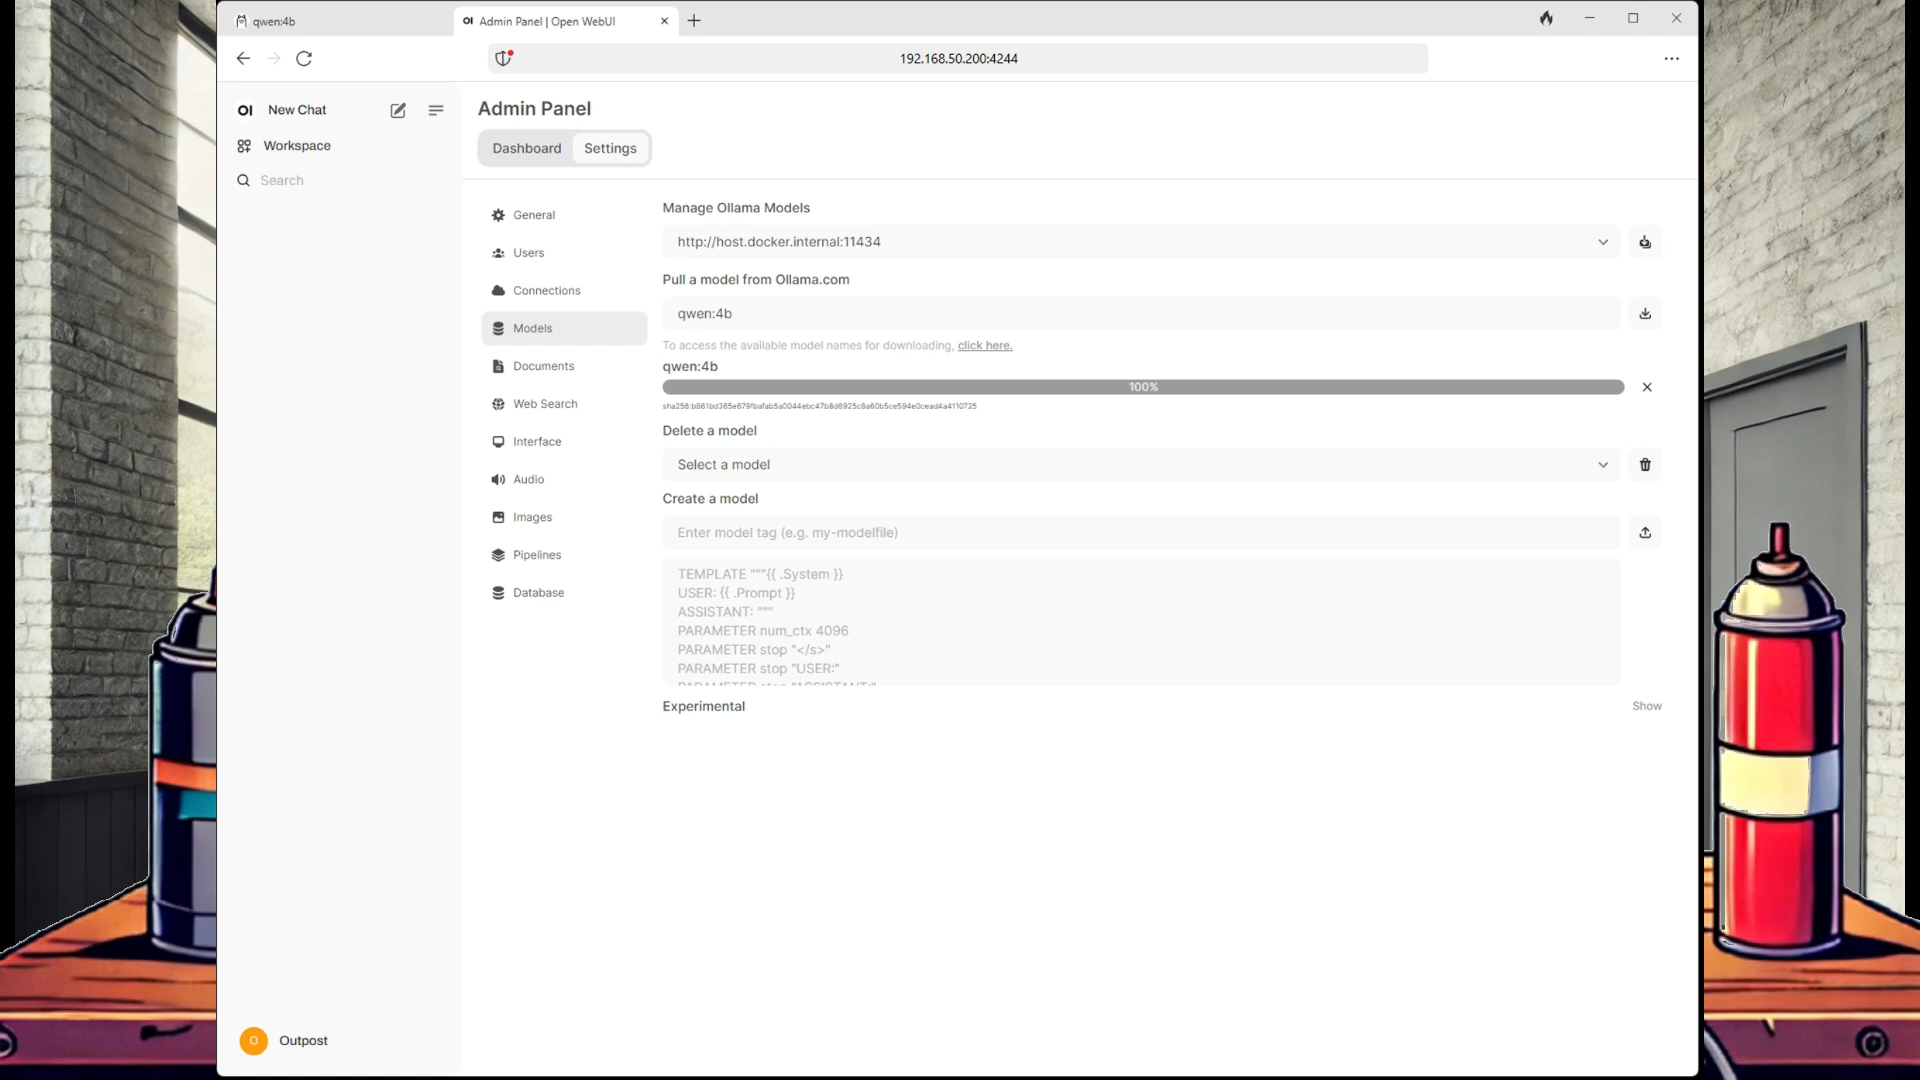 qwen:4b
OI Admin Panel | Open WebUI
192.168.50.200:4244
OI New Chat
Workspace
Search
Admin Panel
Dashboard Settings
General
Users
Connections
Models
Documents
Web Search
Interface
Audio
Images
Pipelines
Database
Manage Ollama Models
http://host.docker.internal:11434
Pull a model from Ollama.com
qwen:4b
To access the available model names for downloading, click here.
qwen:4b
100%
Delete a model
Select a model
Create a model
Enter model tag (e.g. my-modelfile)
TEMPLATE """{{ .System }}
USER: {{ .Prompt }}
ASSISTANT: """
PARAMETER num_ctx 4096
PARAMETER stop "</s>"
PARAMETER stop "USER:"
PARAMETER stop "ASSISTANT:"
Experimental Show
O Outpost